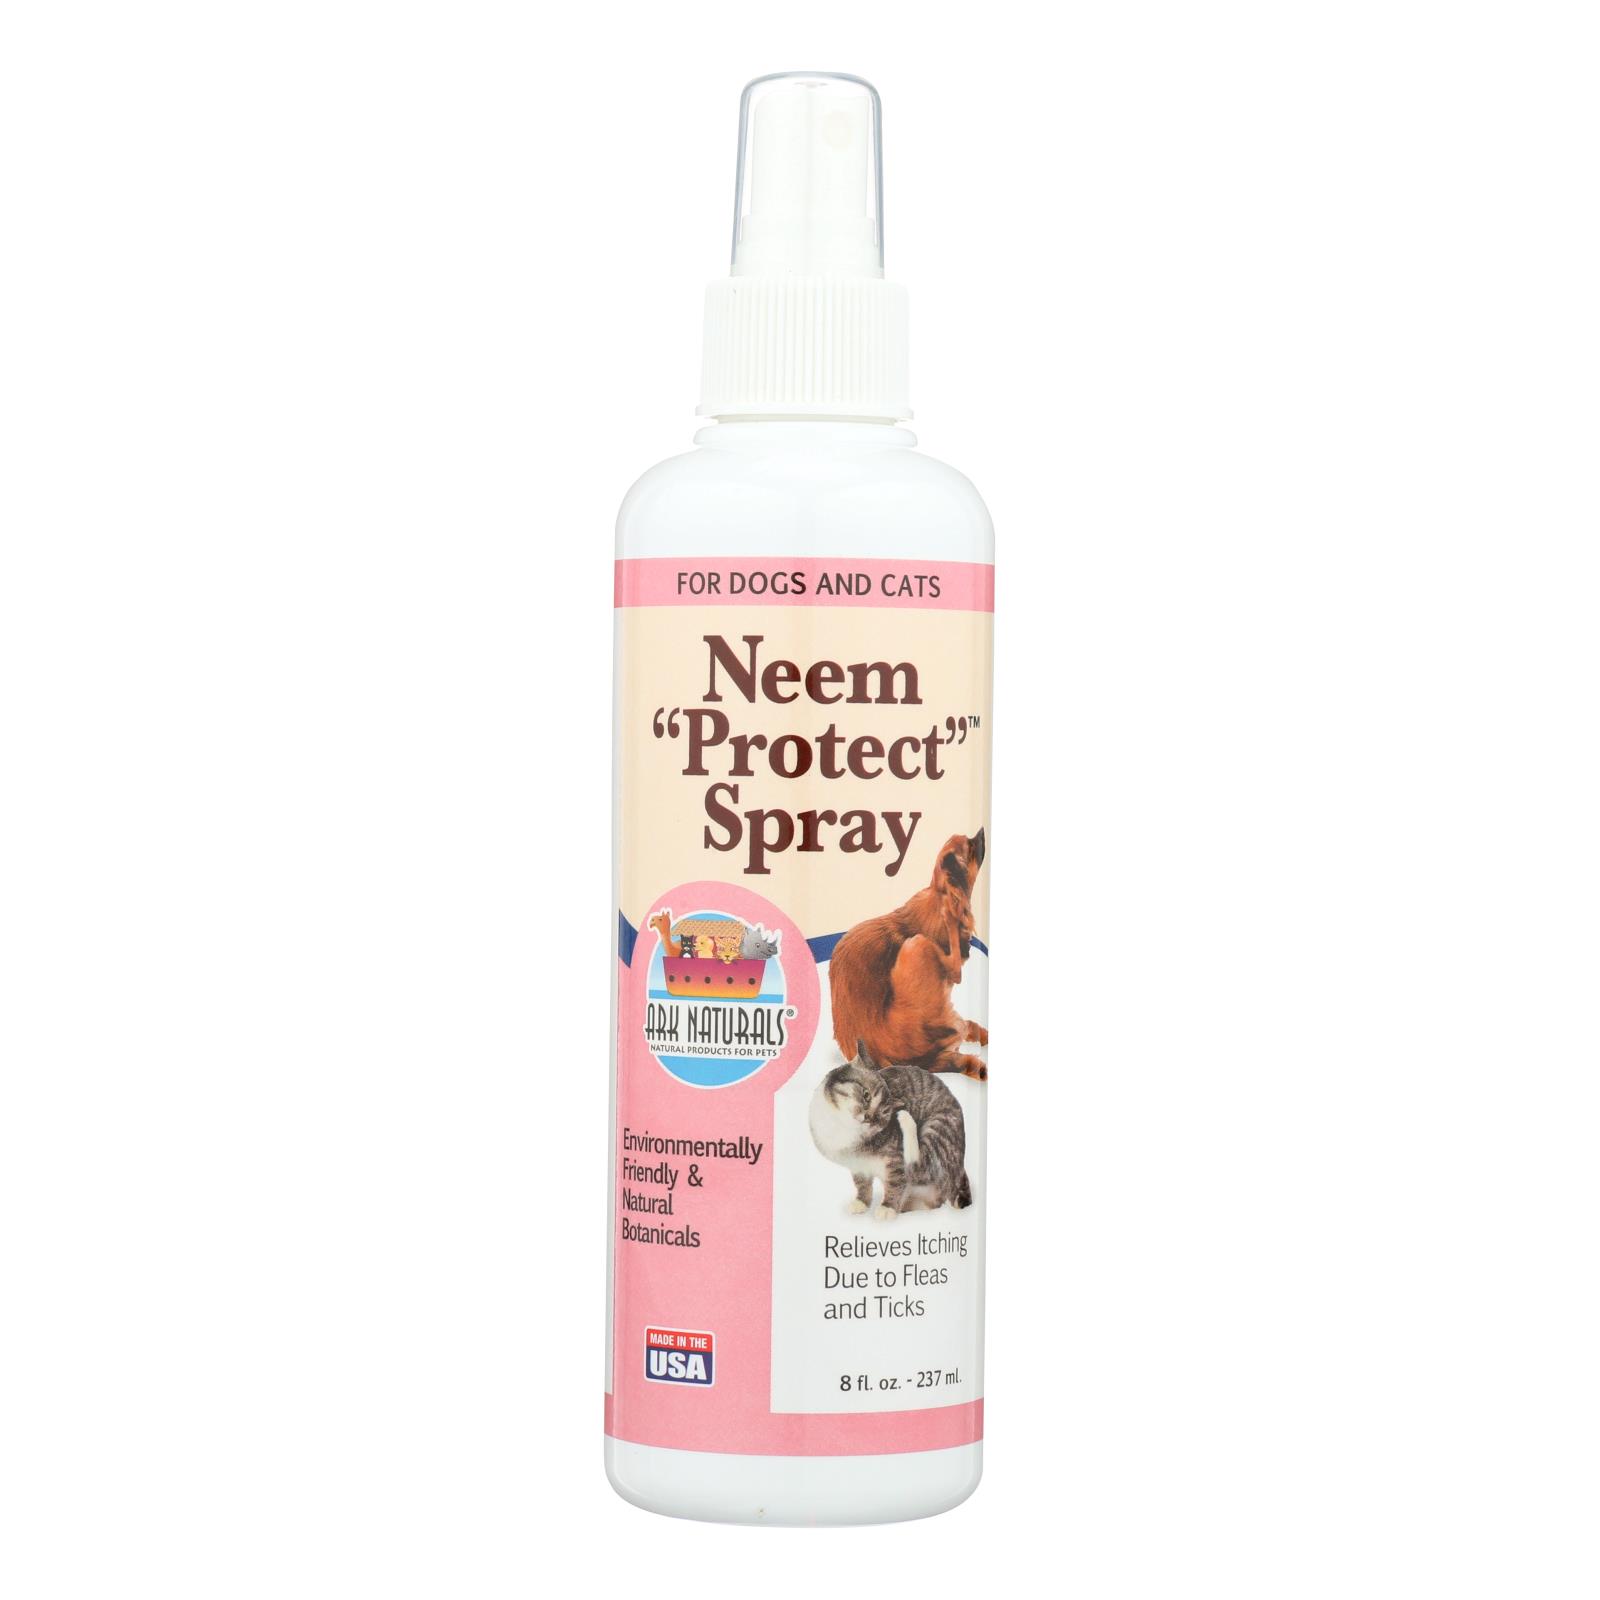 FOR DOGS AND CATS
Neem
“Protect”™
Spray
ARK NATURALS®
NATURAL PRODUCTS FOR PETS
Environmentally
Friendly &
Natural
Botanicals
Relieves Itching
Due to Fleas
and Ticks
MADE IN THE
USA
8 fl. oz. - 237 ml.